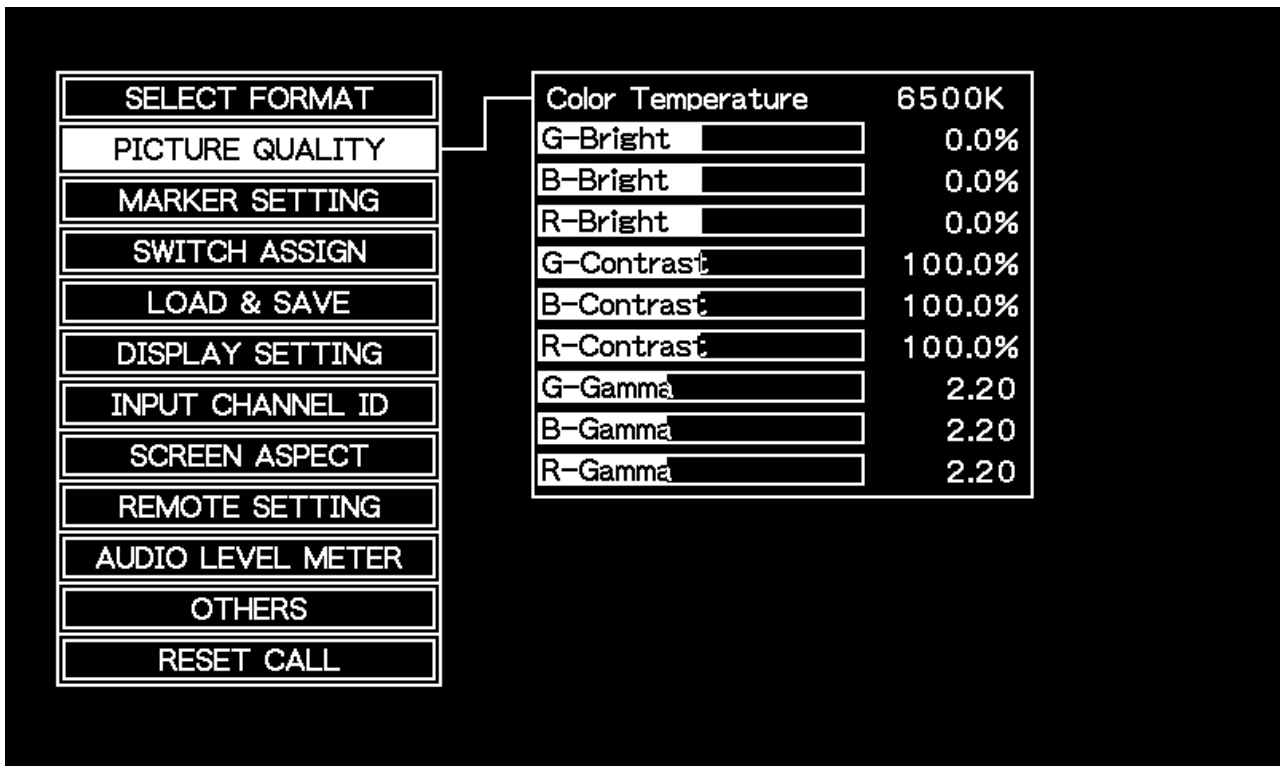 SELECT FORMAT
PICTURE QUALITY
MARKER SETTING
SWITCH ASSIGN
LOAD & SAVE
DISPLAY SETTING
INPUT CHANNEL ID
SCREEN ASPECT
REMOTE SETTING
AUDIO LEVEL METER
OTHERS
RESET CALL
Color Temperature 6500K
G-Bright 0.0%
B-Bright 0.0%
R-Bright 0.0%
G-Contrast 100.0%
B-Contrast 100.0%
R-Contrast 100.0%
G-Gamma 2.20
B-Gamma 2.20
R-Gamma 2.20